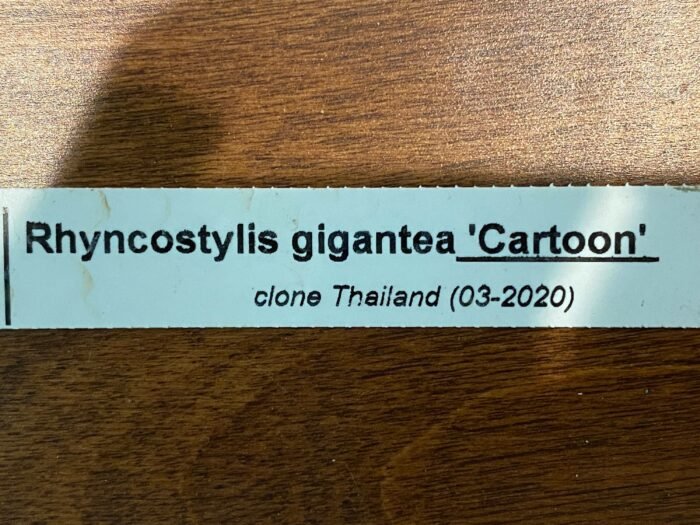 Rhyncostylis gigantea 'Cartoon'
clone Thailand (03-2020)